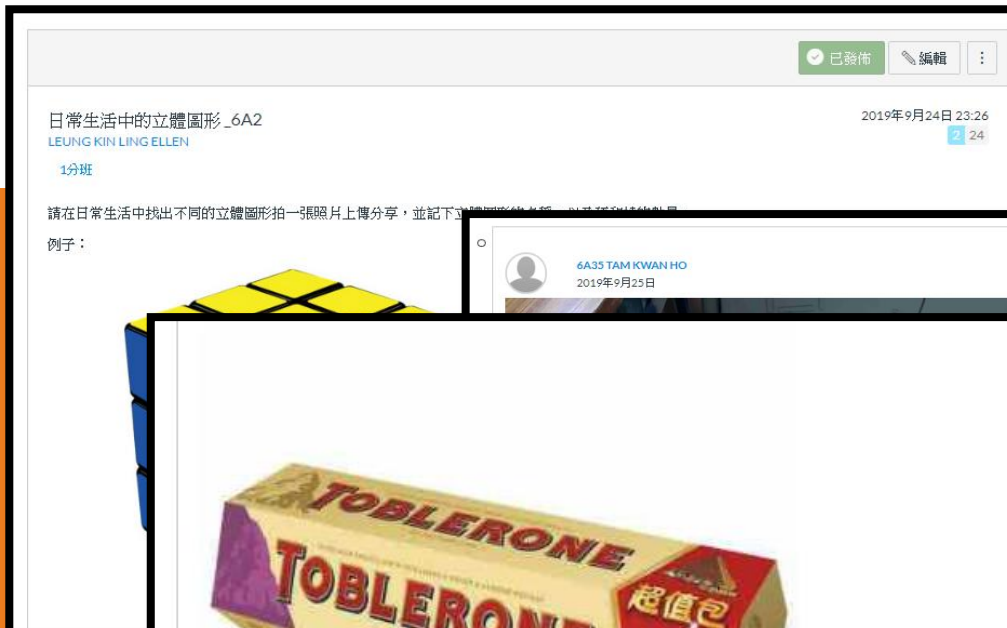 已發佈
編輯
日常生活中的立體圖形_6A2
2019年9月24日 23:26
LEUNG KIN LING ELLEN
2 24
1分班
請在日常生活中找出不同的立體圖形拍一張照片上傳分享，並記下
例子：
6A35 TAM KWAN HO
2019年9月25日
TOBLERONE
TOBLERONE
超值包